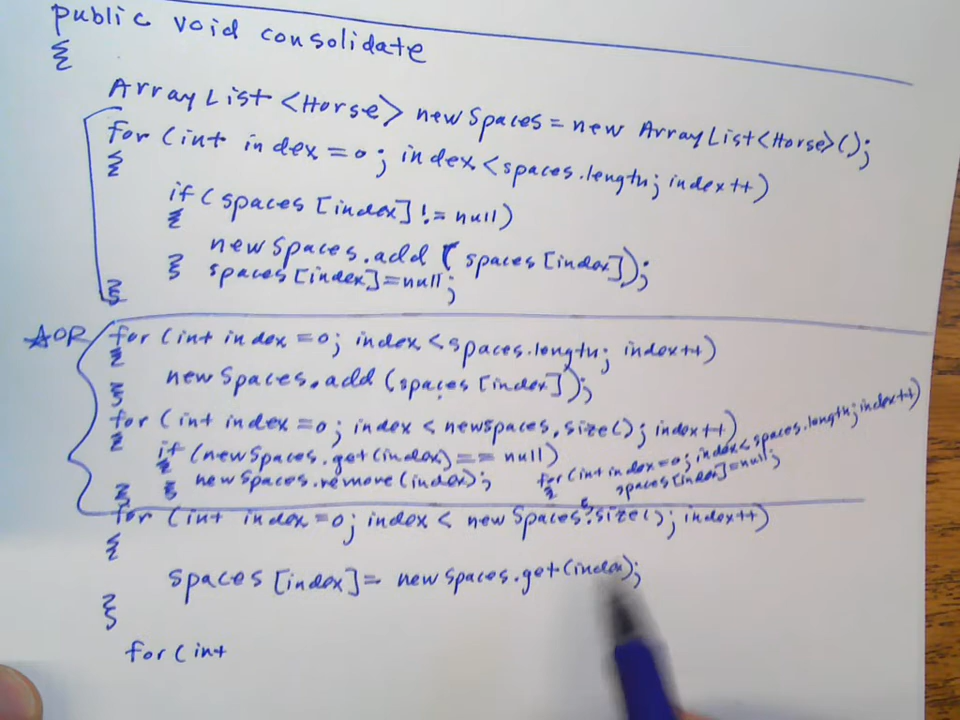 public void consolidate
{
ArrayList <Horse> newSpaces = new ArrayList<Horse>();
for (int index = 0; index < spaces.length; index++)
{
if (spaces [index] != null)
{
newSpaces.add (spaces [index]);
} spaces [index] = null;
}
AOR for (int index = 0; index < spaces.length; index++)
{
newSpaces.add (spaces [index]);
}
for (int index = 0; index < newSpaces.size(); index++)
{ if (newSpaces.get(index) == null)
{ newSpaces.remove (index);
} }
for (int index = 0; index < spaces.length; index++)
{ spaces [index] = null;
}
for (int index = 0; index < newSpaces.size(); index++)
{
spaces [index] = newSpaces.get (index);
}
for (int